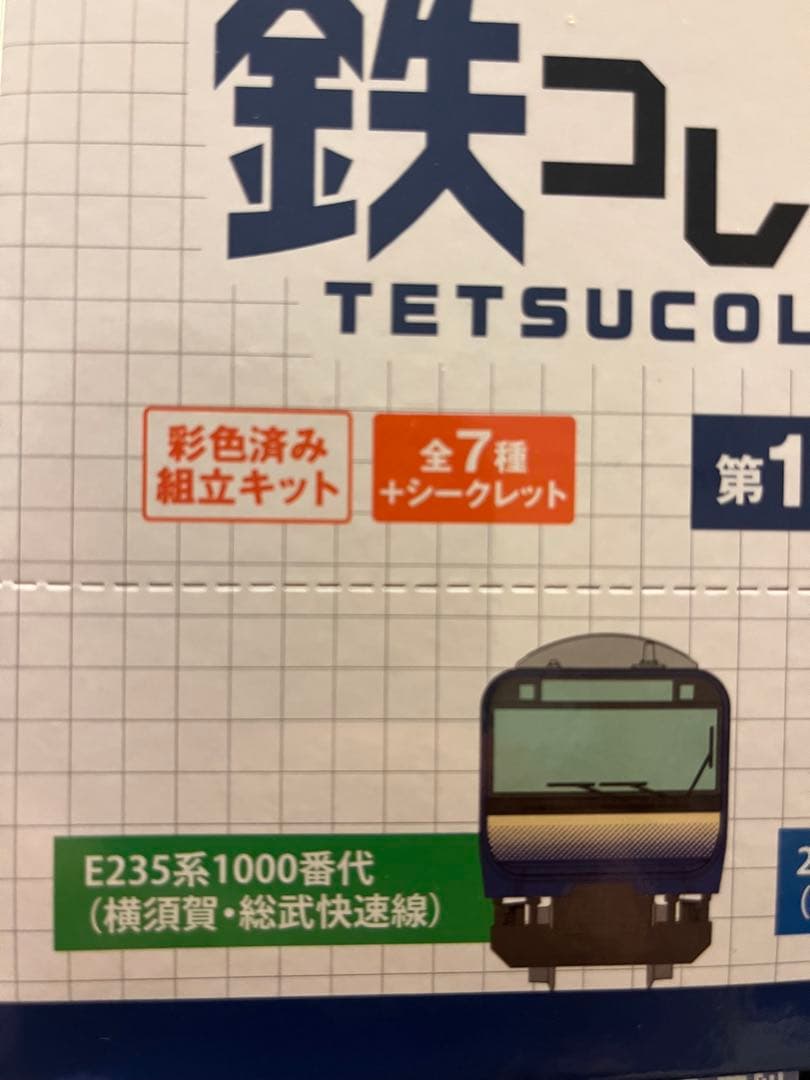 鉄コレ
TETSUCOL
彩色済み
組立キット
全7種
+シークレット
第1
E235系1000番代
（横須賀・総武快速線）
2
（